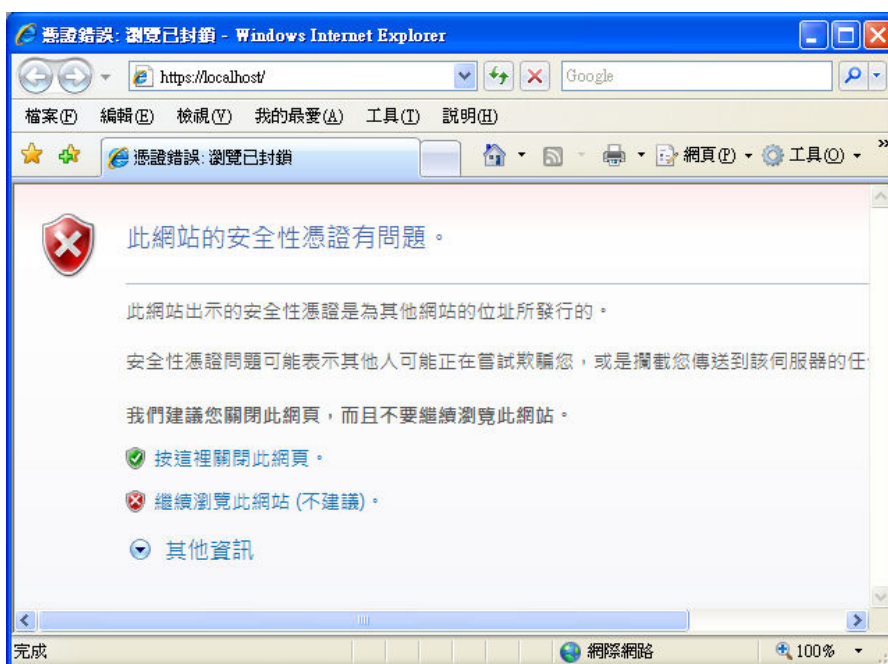 憑證錯誤: 瀏覽已封鎖 - Windows Internet Explorer
https://localhost/
Google
檔案(F) 編輯(E) 檢視(V) 我的最愛(A) 工具(T) 說明(H)
憑證錯誤: 瀏覽已封鎖
網頁(P)
工具(O)
此網站的安全性憑證有問題。
此網站出示的安全性憑證是為其他網站的位址所發行的。
安全性憑證問題可能表示其他人可能正在嘗試欺騙您，或是攔截您傳送到該伺服器的任
我們建議您關閉此網頁，而且不要繼續瀏覽此網站。
按這裡關閉此網頁。
繼續瀏覽此網站 (不建議)。
其他資訊
完成
網際網路
100%